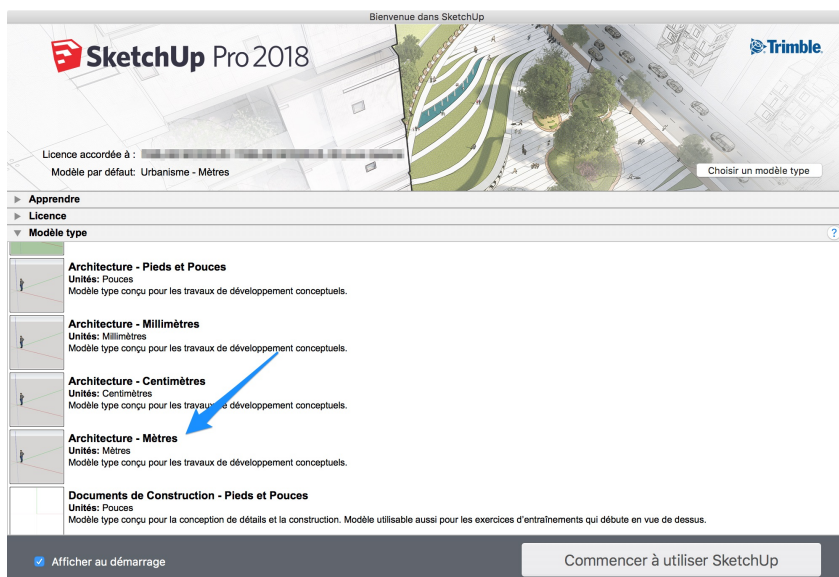 Bienvenue dans SketchUp
SketchUp Pro 2018
Trimble.
Licence accordée à :
Modèle par défaut: Urbanisme - Mètres
Choisir un modèle type
Apprendre
Licence
Modèle type
?
Architecture - Pieds et Pouces
Unités: Pouces
Modèle type conçu pour les travaux de développement conceptuels.
Architecture - Millimètres
Unités: Millimètres
Modèle type conçu pour les travaux de développement conceptuels.
Architecture - Centimètres
Unités: Centimètres
Modèle type conçu pour les travaux de développement conceptuels.
Architecture - Mètres
Unités: Mètres
Modèle type conçu pour les travaux de développement conceptuels.
Documents de Construction - Pieds et Pouces
Unités: Pouces
Modèle type conçu pour la conception de détails et la construction. Modèle utilisable aussi pour les exercices d'entraînements qui débute en vue de dessus.
Afficher au démarrage
Commencer à utiliser SketchUp